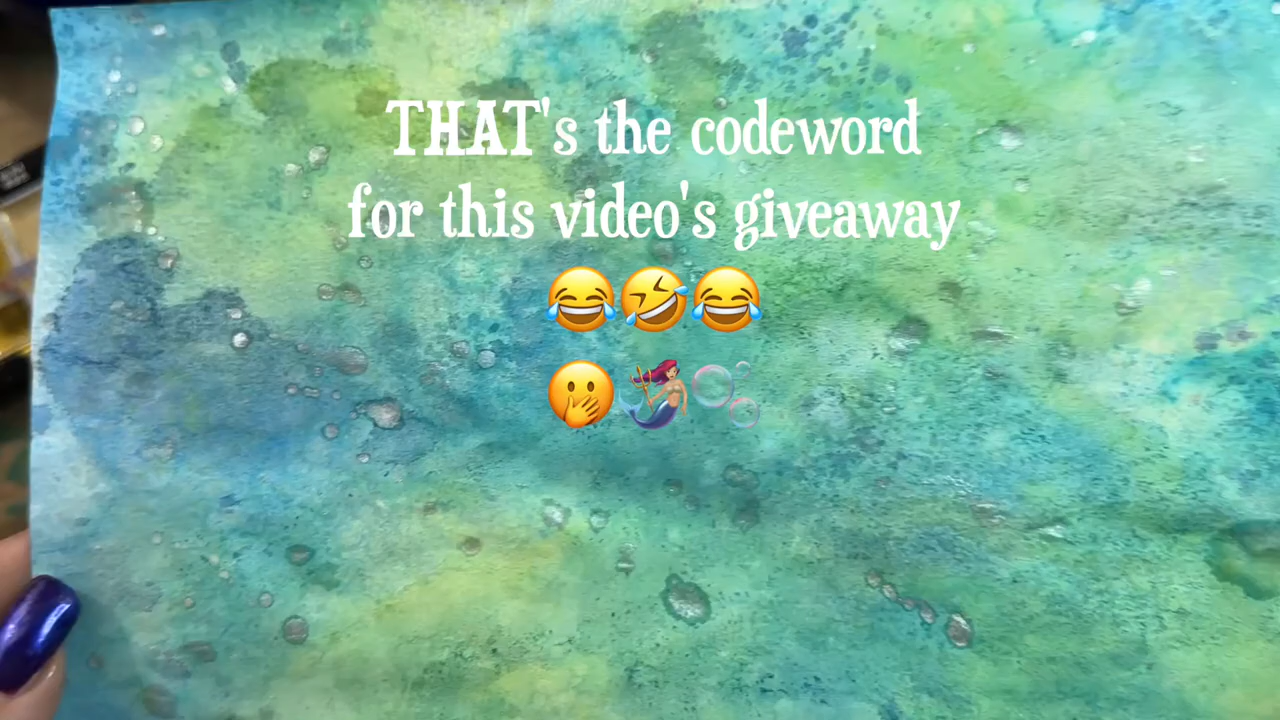 THAT's the codeword
for this video's giveaway
😂🤣😂
🫢🧜‍♀️🫧